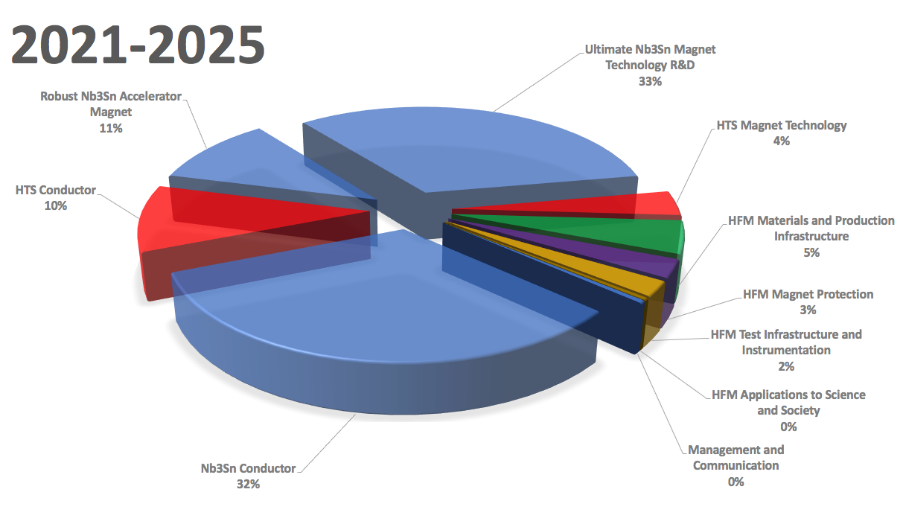 2021-2025
Ultimate Nb3Sn Magnet
Technology R&D
33%
Robust Nb3Sn Accelerator
Magnet
11%
HTS Magnet Technology
4%
HTS Conductor
10%
HFM Materials and Production
Infrastructure
5%
HFM Magnet Protection
3%
HFM Test Infrastructure and
Instrumentation
2%
HFM Applications to Science
and Society
0%
Management and
Communication
0%
Nb3Sn Conductor
32%